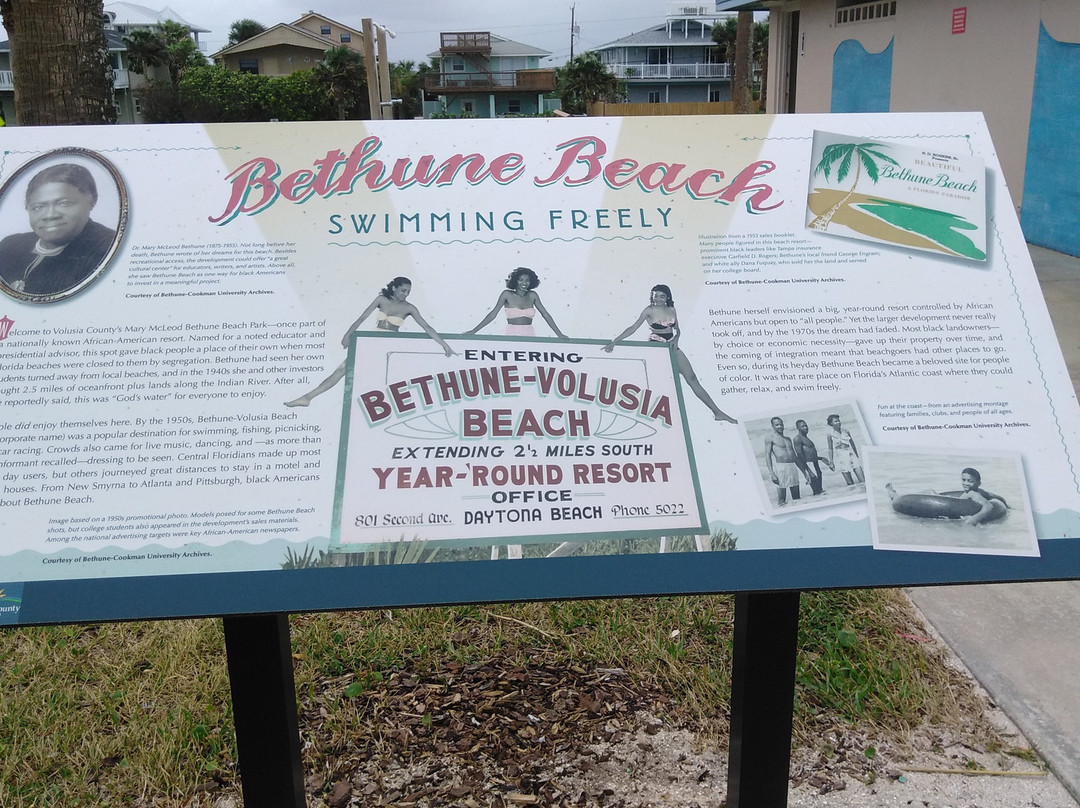 Bethune Beach
SWIMMING FREELY
Dr. Mary McLeod Bethune (1875-1955). Not long before her
death, Bethune wrote of her dreams for this beach. Besides
recreational access, the development could offer "a great
cultural center" for educators, writers, and artists. Above all,
she saw Bethune Beach as one way for black Americans
to invest in a meaningful project.
Courtesy of Bethune-Cookman University Archives.
Welcome to Volusia County's Mary McLeod Bethune Beach Park—once part of
a nationally known African-American resort. Named for a noted educator and
presidential advisor, this spot gave black people a place of their own when most
lorida beaches were closed to them by segregation. Bethune had seen her own
udents turned away from local beaches, and in the 1940s she and other investors
ught 2.5 miles of oceanfront plus lands along the Indian River. After all,
e reportedly said, this was "God's water" for everyone to enjoy.
ple did enjoy themselves here. By the 1950s, Bethune-Volusia Beach
orporate name) was a popular destination for swimming, fishing, picnicking,
car racing. Crowds also came for live music, dancing, and —as more than
nformant recalled—dressing to be seen. Central Floridians made up most
day users, but others journeyed great distances to stay in a motel and
houses. From New Smyrna to Atlanta and Pittsburgh, black Americans
bout Bethune Beach.
Image based on a 1950s promotional photo. Models posed for some Bethune Beach
shots, but college students also appeared in the development's sales materials.
Among the national advertising targets were key African-American newspapers.
Courtesy of Bethune-Cookman University Archives.
ounty
ENTERING
BETHUNE-VOLUSIA
BEACH
EXTENDING 2½ MILES SOUTH
YEAR-'ROUND RESORT
OFFICE
801 Second Ave. DAYTONA BEACH Phone 5022
BEAUTIFUL
Bethune Beach
A FLORIDA PARADISE
Illustration from a 1953 sales booklet.
Many people figured in this beach resort—
prominent black leaders like Tampa insurance
executive Garfield D. Rogers; Bethune's local friend George Engram;
and white ally Dana Fuquay, who sold her the land and served
on her college board.
Courtesy of Bethune-Cookman University Archives.
Bethune herself envisioned a big, year-round resort controlled by African
Americans but open to "all people." Yet the larger development never really
took off, and by the 1970s the dream had faded. Most black landowners—
by choice or economic necessity—gave up their property over time, and
the coming of integration meant that beachgoers had other places to go.
Even so, during its heyday Bethune Beach became a beloved site for people
of color. It was that rare place on Florida's Atlantic coast where they could
gather, relax, and swim freely.
Fun at the coast—from an advertising montage
featuring families, clubs, and people of all ages.
Courtesy of Bethune-Cookman University Archives.